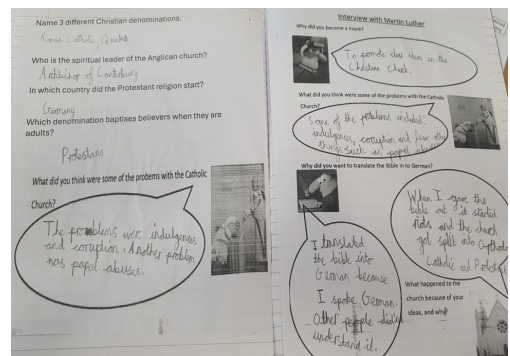 Name 3 different Christian denominations.
Roman Catholic, Quakers
Who is the spiritual leader of the Anglican church?
Archbishop of Canterbury
In which country did the Protestant religion start?
Germany
Which denomination baptises believers when they are
adults?
Protestans
What did you think were some of the probems with the Catholic
Church?
The problems were indulgences
and corruption. Another problem
was papal abuses.
Interview with Martin Luther
Why did you become a monk?
To promote ideas in the
Christian Church.
What did you think were some of the probems with the Catholic
Church?
Some of the problems included:
indulgences, corruption and few other
things such as papal abuses
Why did you want to translate the Bible in to German?
I translated
the bible into
German because
I spoke German.
Other people didn't
understand it.
When I gave the
bible out it started
riots and the church
got split into Orthodox
Catholic and Protestant
What happened to the
church because of your
ideas, and why?